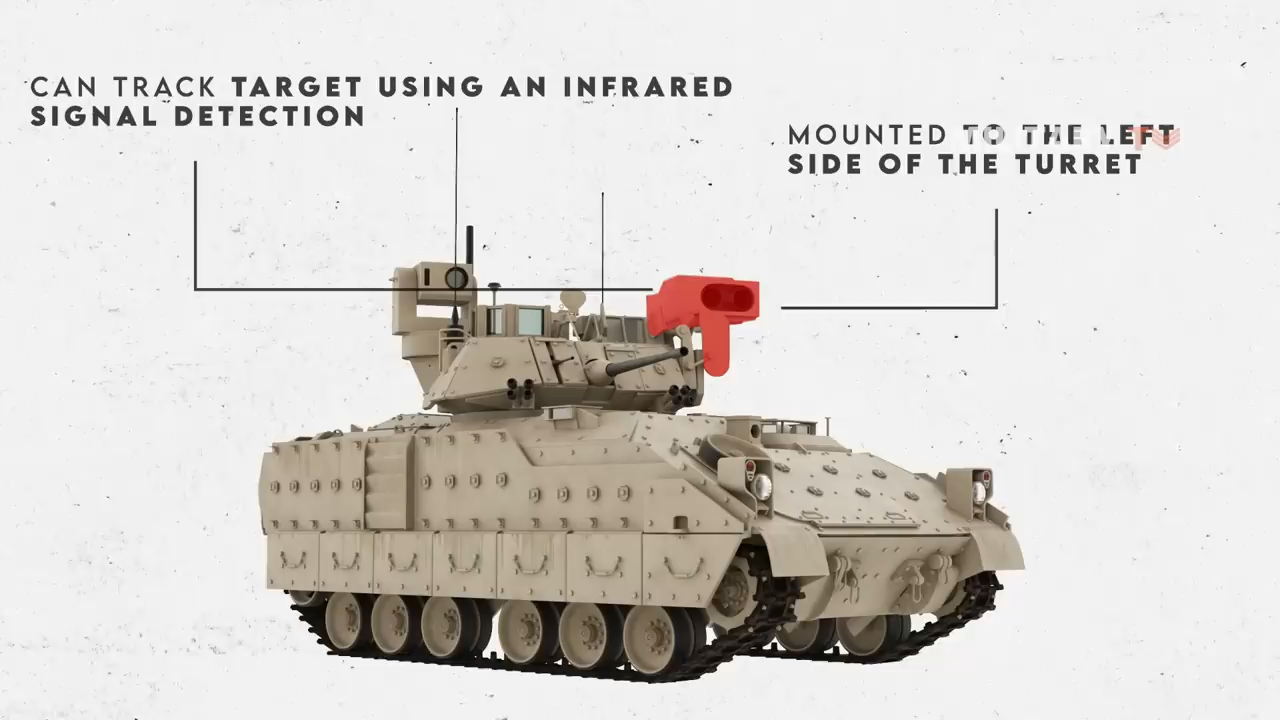 CAN TRACK TARGET USING AN INFRARED
SIGNAL DETECTION
MOUNTED TO THE LEFT
SIDE OF THE TURRET